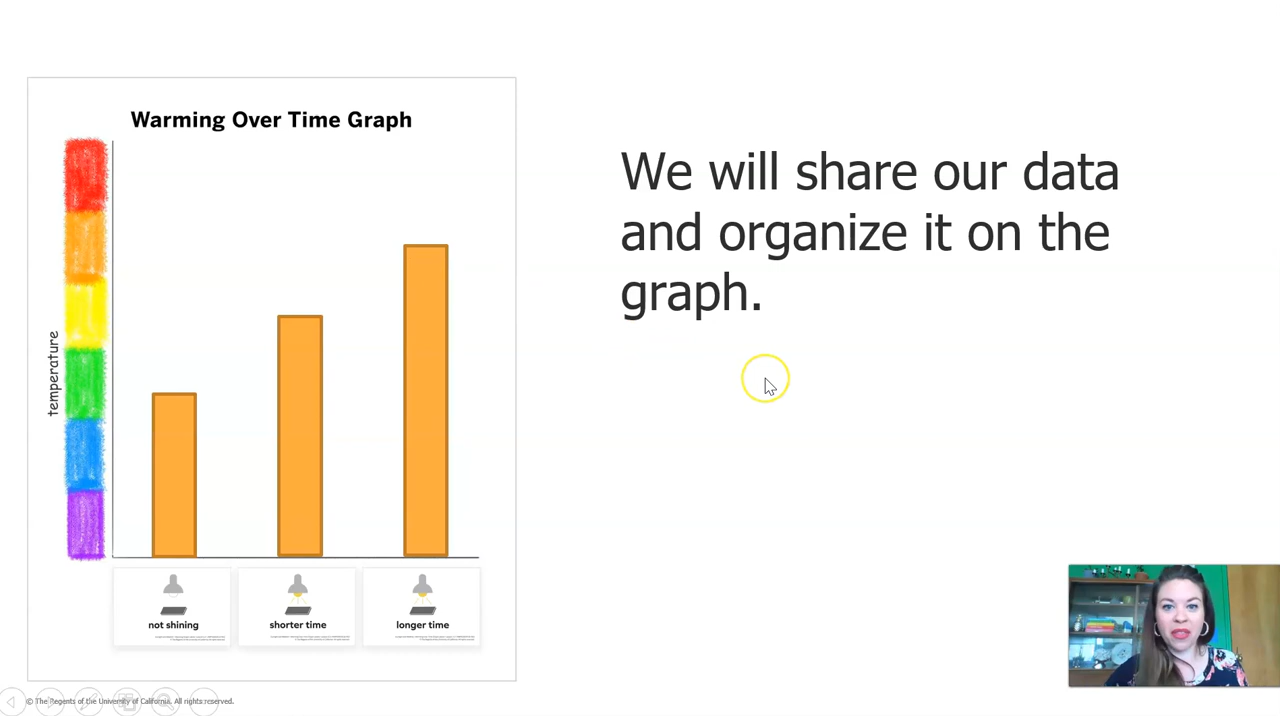 Warming Over Time Graph
We will share our data
and organize it on the
graph.
temperature
not shining
shorter time
longer time
© The Regents of the University of California. All rights reserved.